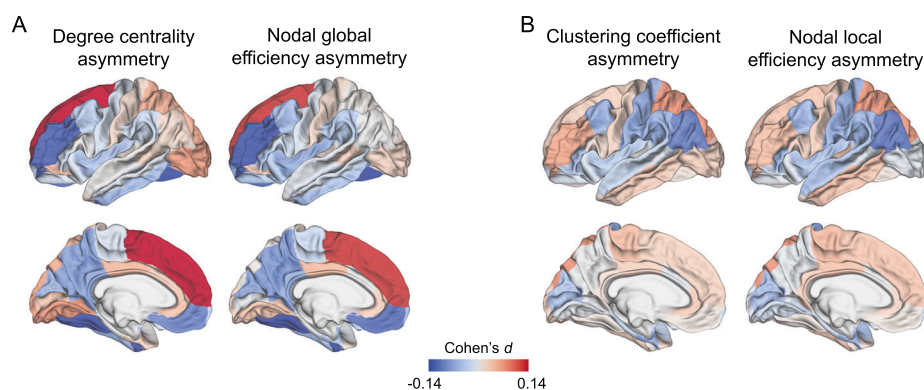 A
Degree centrality
asymmetry
Nodal global
efficiency asymmetry
B
Clustering coefficient
asymmetry
Nodal local
efficiency asymmetry
Cohen's d
-0.14
0.14